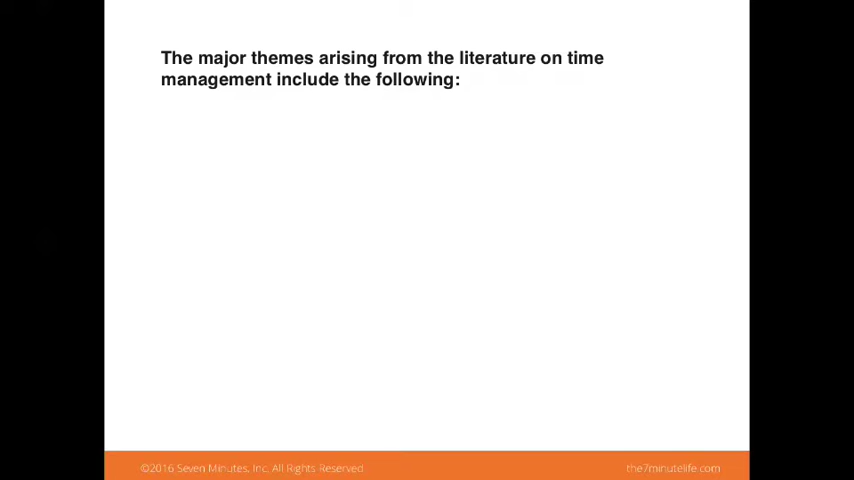 The major themes arising from the literature on time
management include the following:
©2016 Seven Minutes, Inc. All Rights Reserved
the7minutelife.com